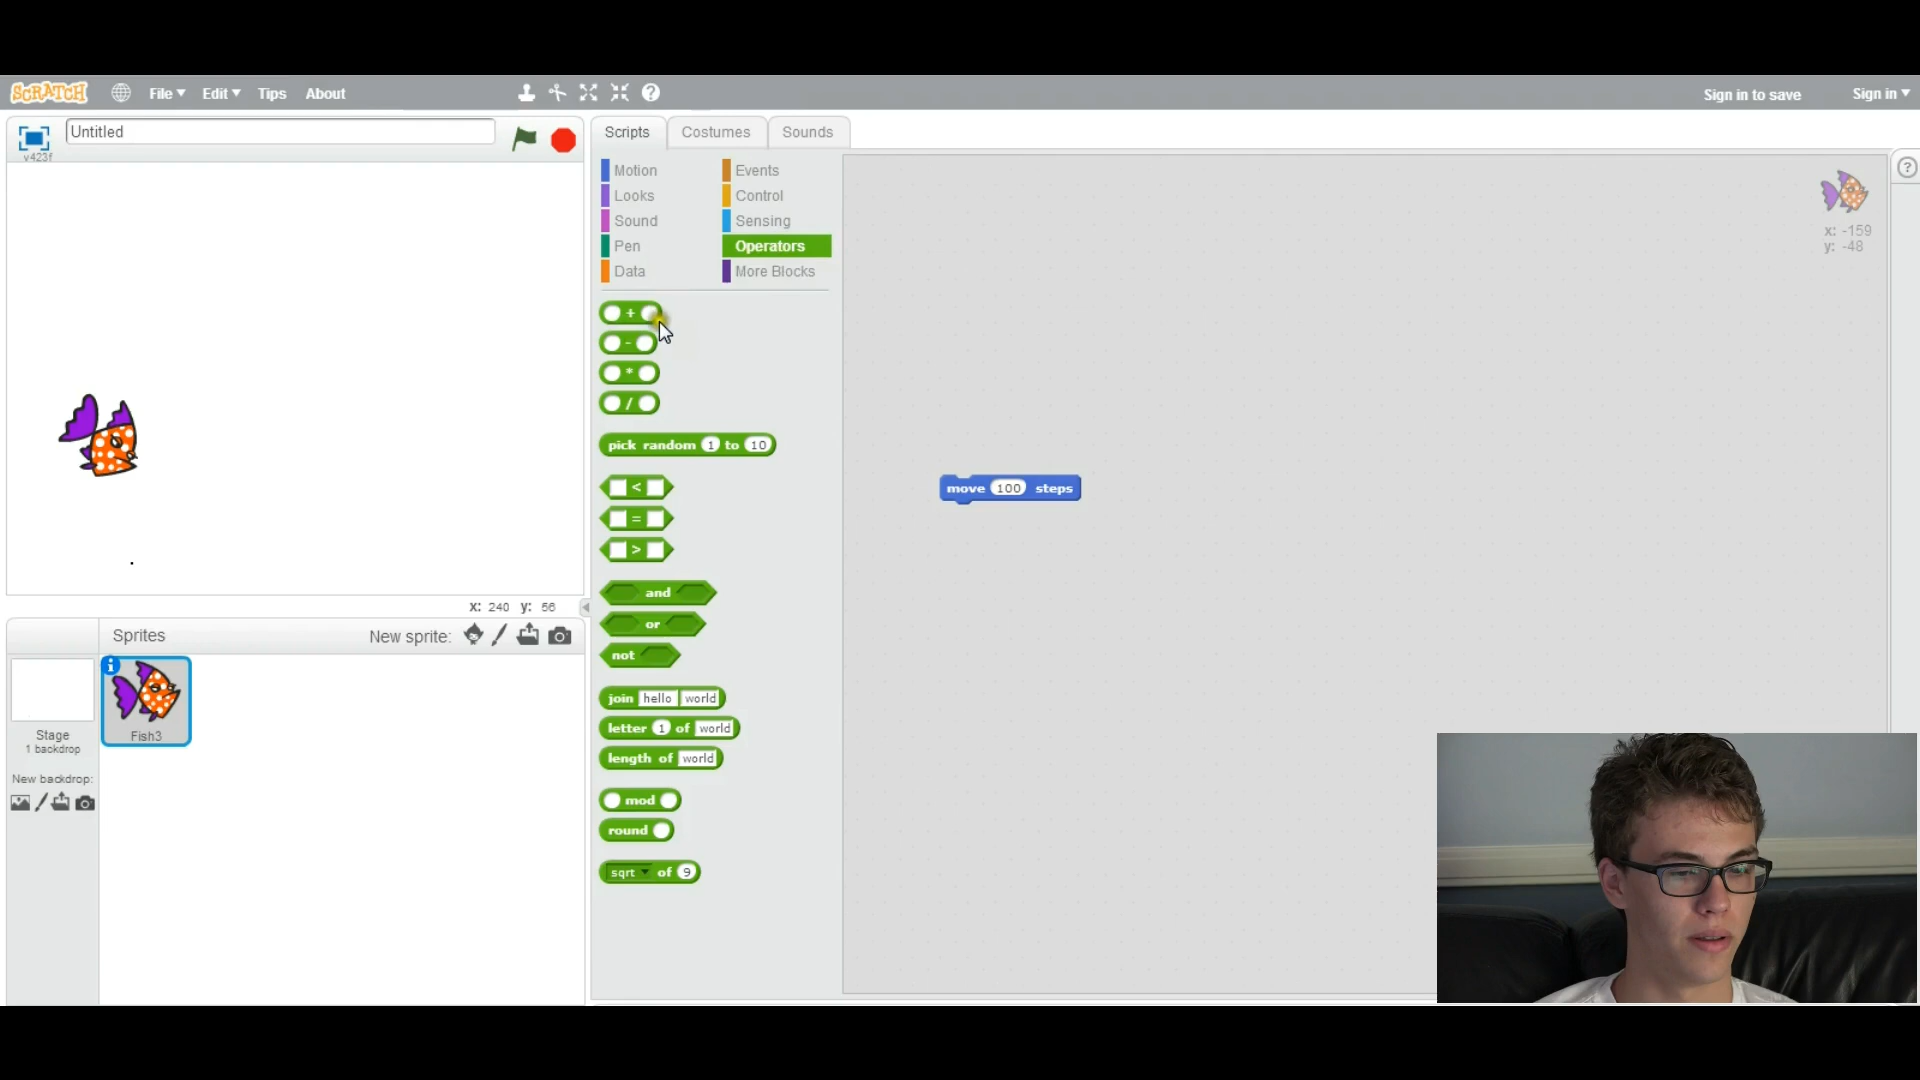 SCRATCH File Edit Tips About Sign in to save Sign in
v423f
Untitled
Scripts Costumes Sounds
Motion Events
Looks Control
Sound Sensing
Pen Operators
Data More Blocks
+
-
*
/
pick random 1 to 10
<
=
>
and
or
not
join hello world
letter 1 of world
length of world
mod
round
sqrt of 9
move 100 steps
x: -159
y: -48
x: 240 y: 56
Sprites New sprite:
Stage
1 backdrop
New backdrop:
Fish3